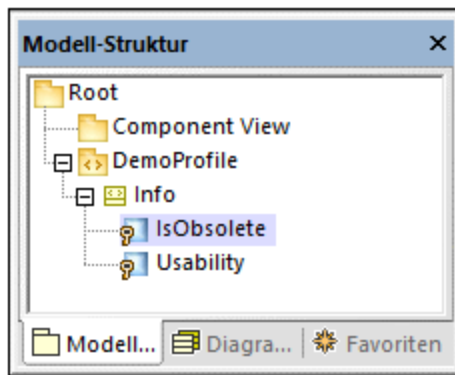 Modell-Struktur
Root
Component View
DemoProfile
Info
IsObsolete
Usability
Modell... Diagra... Favoriten